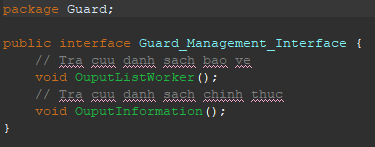 package Guard;
public interface Guard_Management_Interface {
// Tra cuu danh sach bao ve
void OuputListWorker();
// Tra cuu danh sach chinh thuc
void OuputInformation();
}